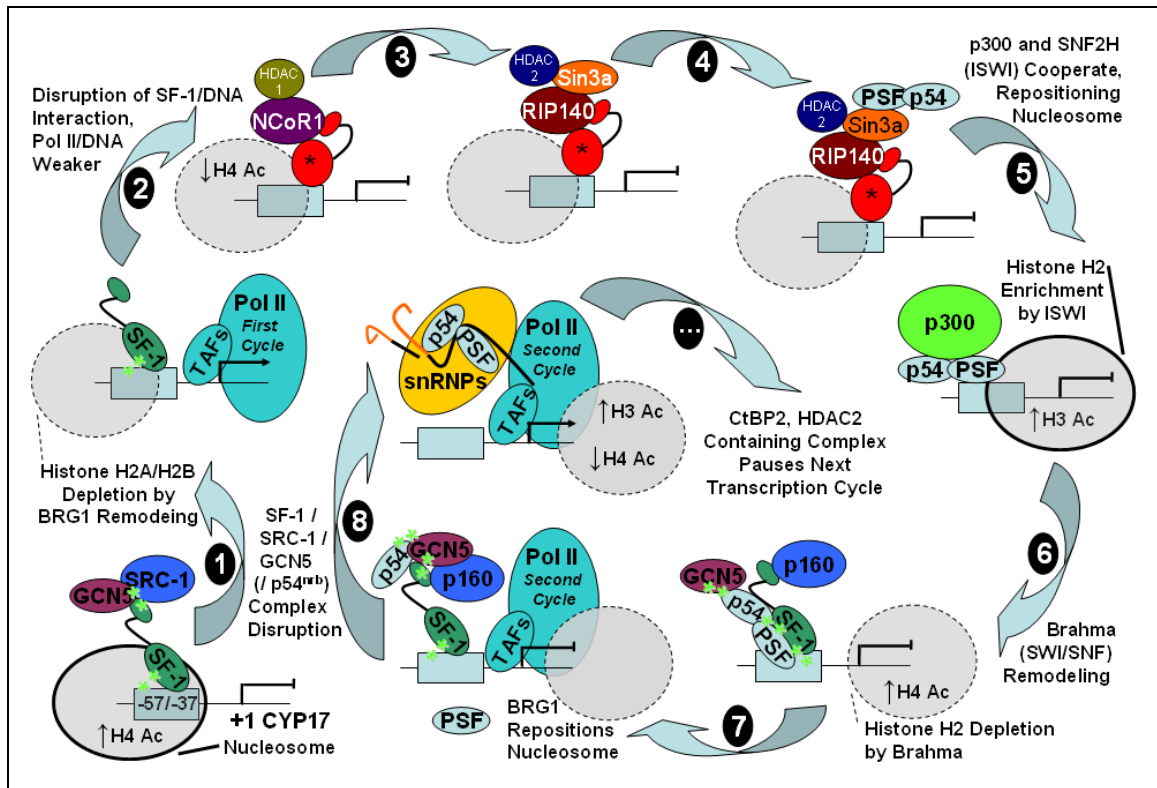 HDAC
1
NCoR1
↓H4 Ac
3
HDAC
2
Sin3a
RIP140
*
4
HDAC
2
PSF
p54
Sin3a
RIP140
*
p300 and SNF2H
(ISWI) Cooperate,
Repositioning
Nucleosome
5
Disruption of SF-1/DNA
Interaction,
Pol II/DNA
Weaker
*
2
SF-1
TAFs
Pol II
First
Cycle
Histone H2A/H2B
Depletion by
BRG1 Remodeing
p54
PSF
snRNPs
TAFs
Pol II
Second
Cycle
↑H3 Ac
↓H4 Ac
...
CtBP2, HDAC2
Containing Complex
Pauses Next
Transcription Cycle
Histone H2
Enrichment
by ISWI
p300
p54
PSF
↑H3 Ac
1
GCN5
SRC-1
SF-1
-57/-37
↑H4 Ac
+1 CYP17
Nucleosome
SF-1 /
SRC-1 /
GCN5
(/ p54nrb)
Complex
Disruption
8
p54
GCN5
p160
SF-1
TAFs
Pol II
Second
Cycle
PSF
BRG1
Repositions
Nucleosome
7
GCN5
p54
PSF
SF-1
p160
↑H4 Ac
Histone H2 Depletion
by Brahma
6
Brahma
(SWI/SNF)
Remodeling